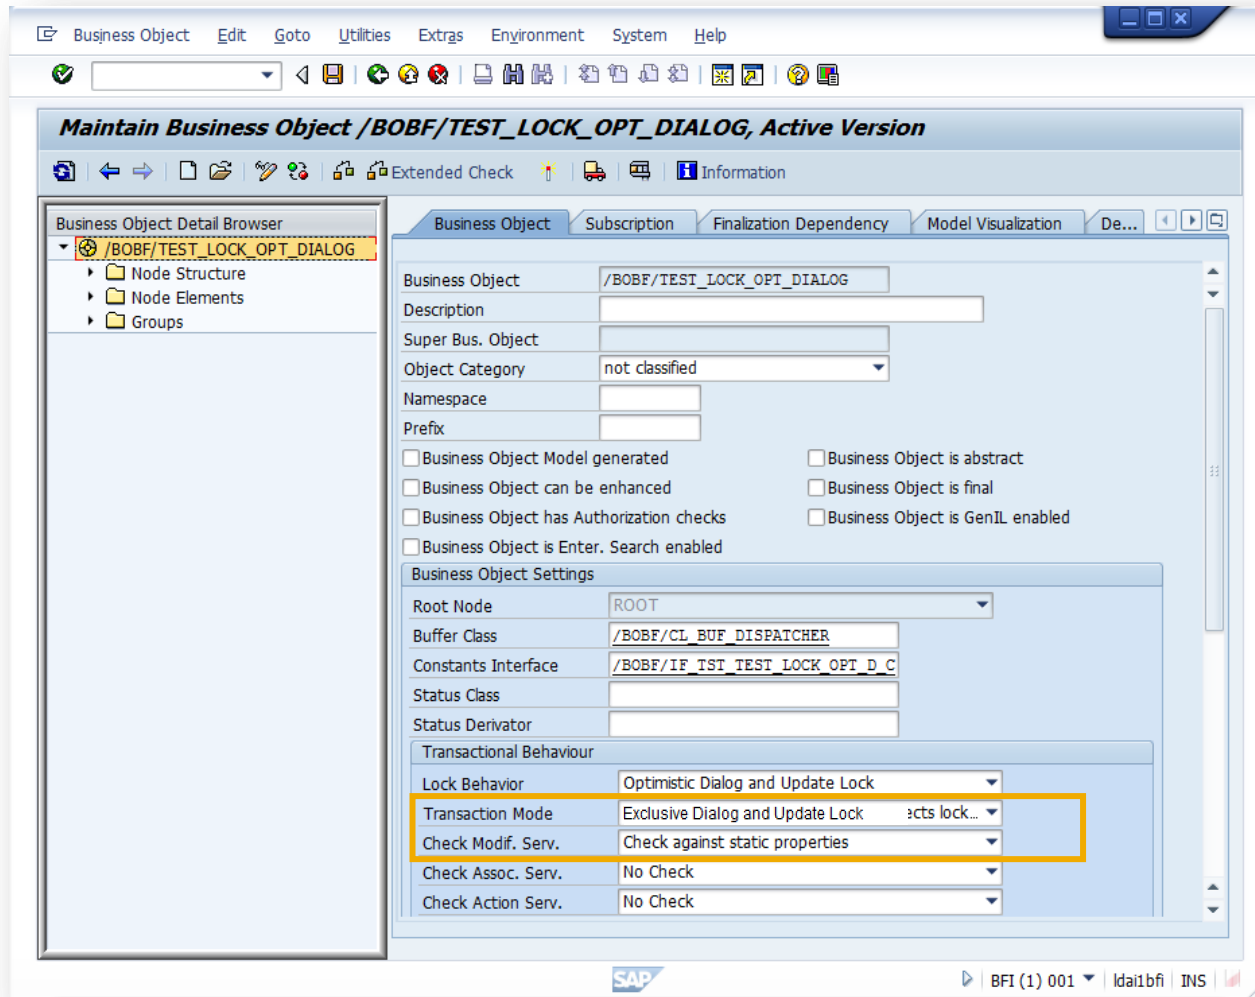 Business Object Edit Goto Utilities Extras Environment System Help
Maintain Business Object /BOBF/TEST_LOCK_OPT_DIALOG, Active Version
Extended Check Information
Business Object Detail Browser
/BOBF/TEST_LOCK_OPT_DIALOG
Node Structure
Node Elements
Groups
Business Object Subscription Finalization Dependency Model Visualization De...
Business Object /BOBF/TEST_LOCK_OPT_DIALOG
Description
Super Bus. Object
Object Category not classified
Namespace
Prefix
Business Object Model generated Business Object is abstract
Business Object can be enhanced Business Object is final
Business Object has Authorization checks Business Object is GenIL enabled
Business Object is Enter. Search enabled
Business Object Settings
Root Node ROOT
Buffer Class /BOBF/CL_BUF_DISPATCHER
Constants Interface /BOBF/IF_TST_TEST_LOCK_OPT_D_C
Status Class
Status Derivator
Transactional Behaviour
Lock Behavior Optimistic Dialog and Update Lock
Transaction Mode Exclusive Dialog and Update Lock ects lock...
Check Modif. Serv. Check against static properties
Check Assoc. Serv. No Check
Check Action Serv. No Check
SAP BFI (1) 001 ldai1bfi INS